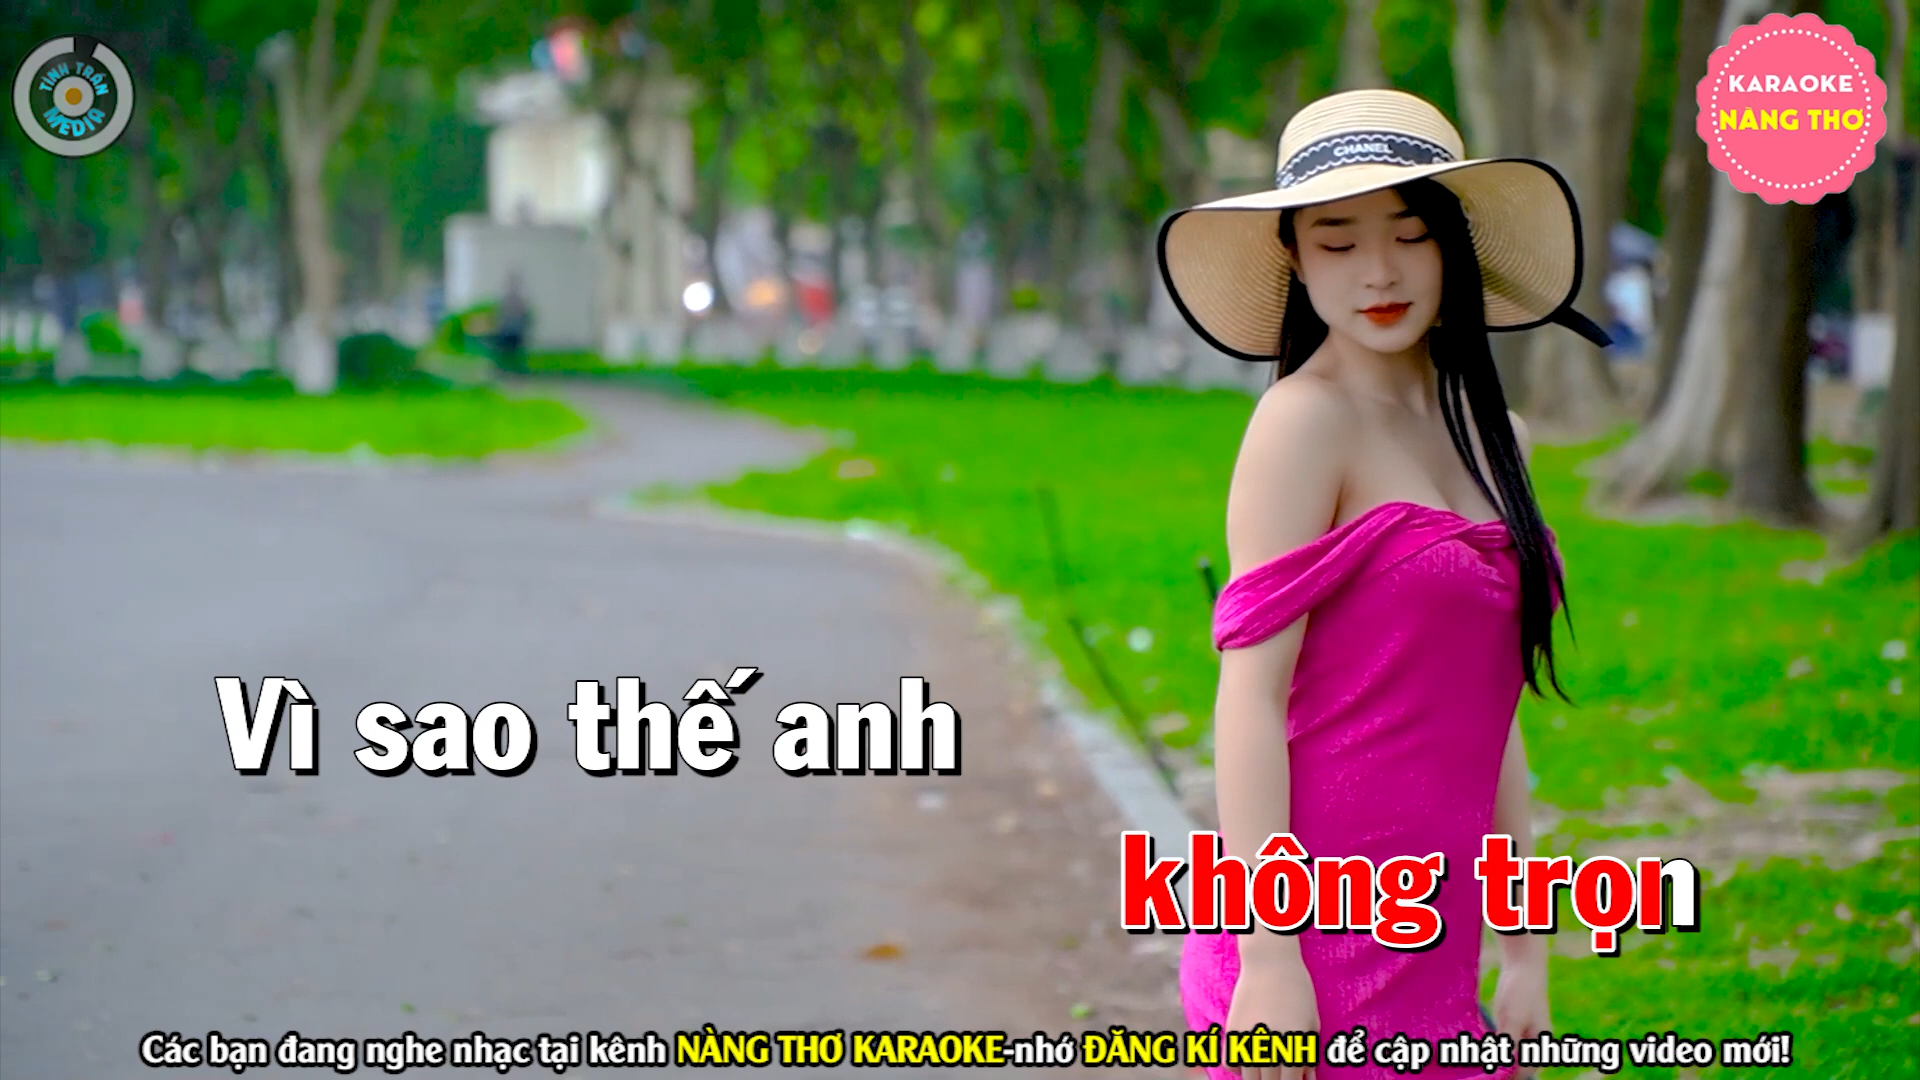 TÌNH TRẦN
MEDIA
KARAOKE
NÀNG THƠ
CHANEL
Vì sao thế anh
không trọn
Các bạn đang nghe nhạc tại kênh NÀNG THƠ KARAOKE-nhớ ĐĂNG KÍ KÊNH để cập nhật những video mới!